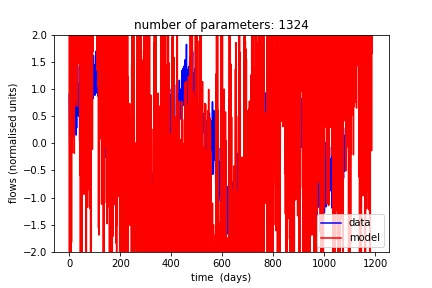 number of parameters: 1324
flows (normalised units)
2.0
1.5
1.0
0.5
0.0
−0.5
−1.0
−1.5
−2.0
data
model
0 200 400 600 800 1000 1200
time (days)